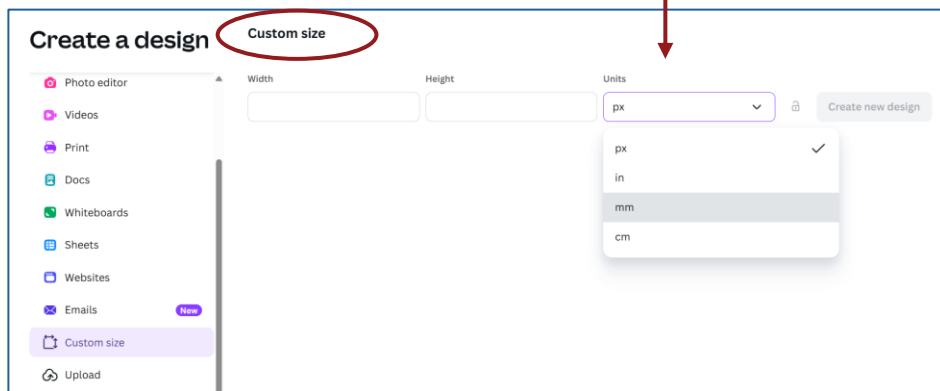 Create a design
Custom size
Photo editor
Videos
Print
Docs
Whiteboards
Sheets
Websites
Emails New
Custom size
Upload
Width Height Units
px Create new design
px
in
mm
cm